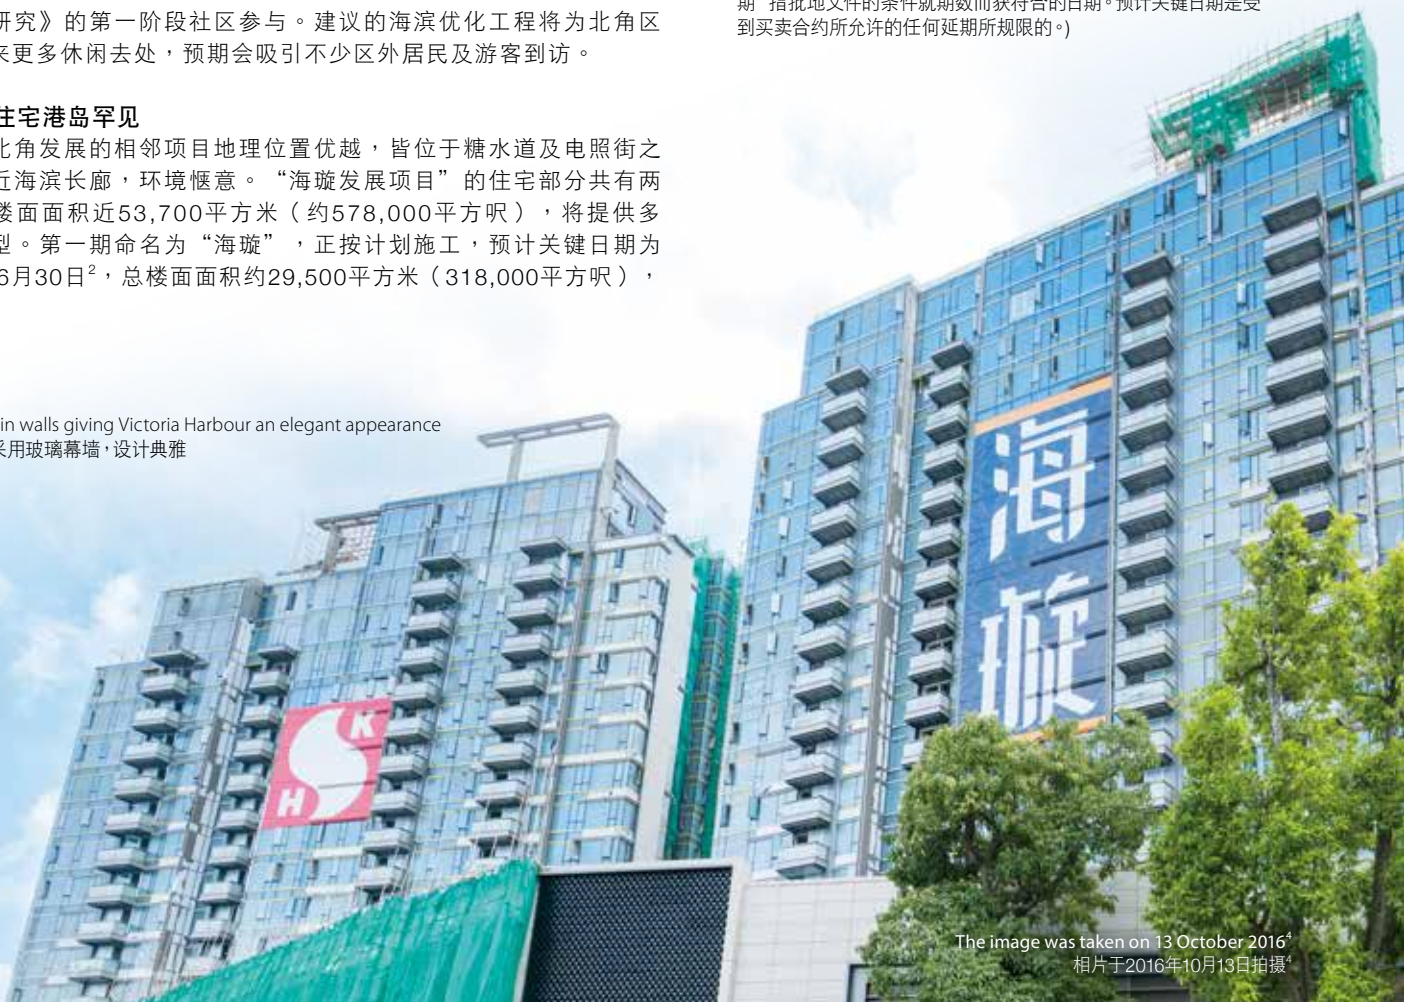 研究》的第一阶段社区参与。建议的海滨优化工程将为北角区
来更多休闲去处，预期会吸引不少区外居民及游客到访。
住宅港岛罕见
北角发展的相邻项目地理位置优越，皆位于糖水道及电照街之
近海滨长廊，环境惬意。“海璇发展项目”的住宅部分共有两
楼面面积近53,700平方米（约578,000平方呎），将提供多
型。第一期命名为“海璇”，正按计划施工，预计关键日期为
6月30日2，总楼面面积约29,500平方米（318,000平方呎），
期”指批地文件的条件就期数而获符合的日期。预计关键日期是受
到买卖合约所允许的任何延期所规限的。)
in walls giving Victoria Harbour an elegant appearance
采用玻璃幕墙，设计典雅
海
璇
S
K
H
The image was taken on 13 October 20164
相片于2016年10月13日拍摄4